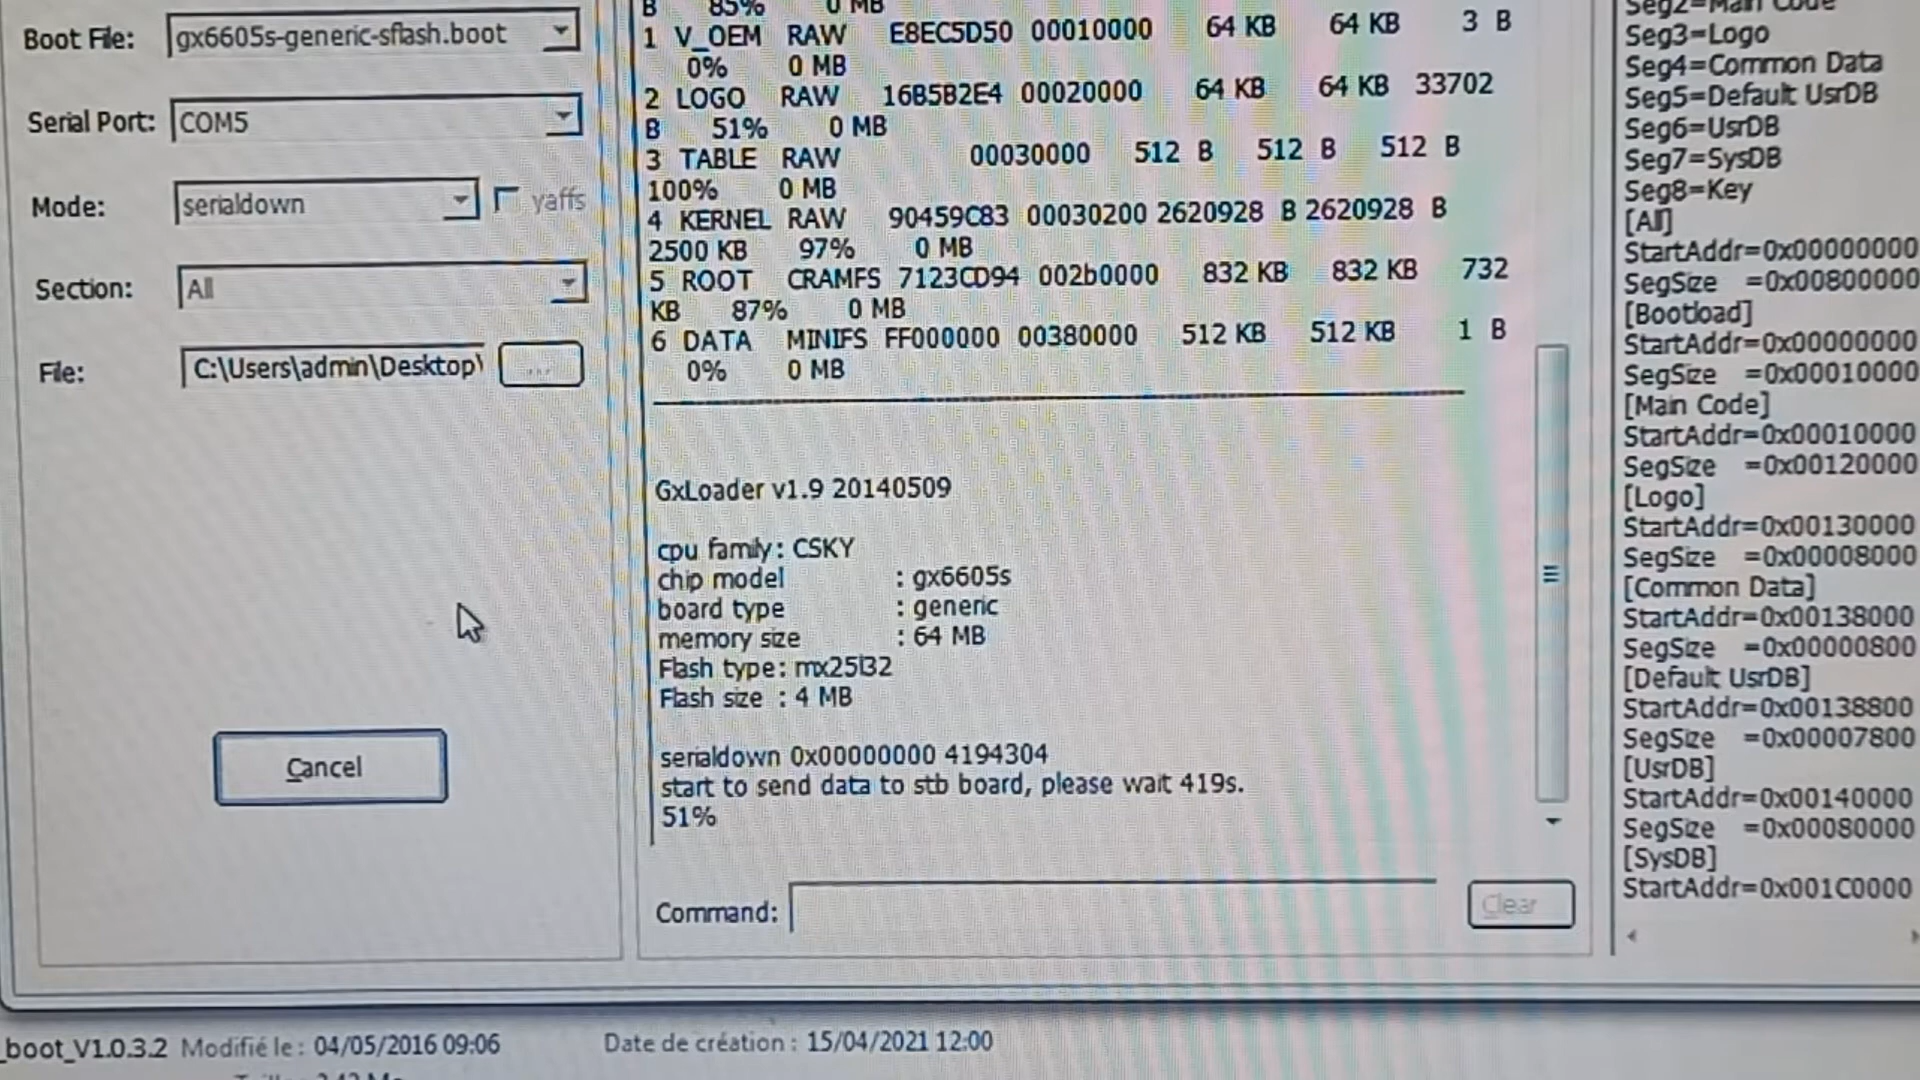 Boot File: gx6605s-generic-sflash.boot
Serial Port: COM5
Mode: serialdown yaffs
Section: All
File: C:\Users\admin\Desktop\ ...
Cancel
B 85% 0 MB
1 V_OEM RAW E8EC5D50 00010000 64 KB 64 KB 3 B
0% 0 MB
2 LOGO RAW 16B5B2E4 00020000 64 KB 64 KB 33702
B 51% 0 MB
3 TABLE RAW 00030000 512 B 512 B 512 B
100% 0 MB
4 KERNEL RAW 90459C83 00030200 2620928 B 2620928 B
2500 KB 97% 0 MB
5 ROOT CRAMFS 7123CD94 002b0000 832 KB 832 KB 732
KB 87% 0 MB
6 DATA MINIFS FF000000 00380000 512 KB 512 KB 1 B
0% 0 MB
GxLoader v1.9 20140509
cpu family: CSKY
chip model : gx6605s
board type : generic
memory size : 64 MB
Flash type: mx25l32
Flash size : 4 MB
serialdown 0x00000000 4194304
start to send data to stb board, please wait 419s.
51%
Command:
Clear
Seg2=Main Code
Seg3=Logo
Seg4=Common Data
Seg5=Default UsrDB
Seg6=UsrDB
Seg7=SysDB
Seg8=Key
[All]
StartAddr=0x00000000
SegSize =0x00800000
[Bootload]
StartAddr=0x00000000
SegSize =0x00010000
[Main Code]
StartAddr=0x00010000
SegSize =0x00120000
[Logo]
StartAddr=0x00130000
SegSize =0x00008000
[Common Data]
StartAddr=0x00138000
SegSize =0x00000800
[Default UsrDB]
StartAddr=0x00138800
SegSize =0x00007800
[UsrDB]
StartAddr=0x00140000
SegSize =0x00080000
[SysDB]
StartAddr=0x001C0000
_boot_V1.0.3.2 Modifié le : 04/05/2016 09:06 Date de création : 15/04/2021 12:00